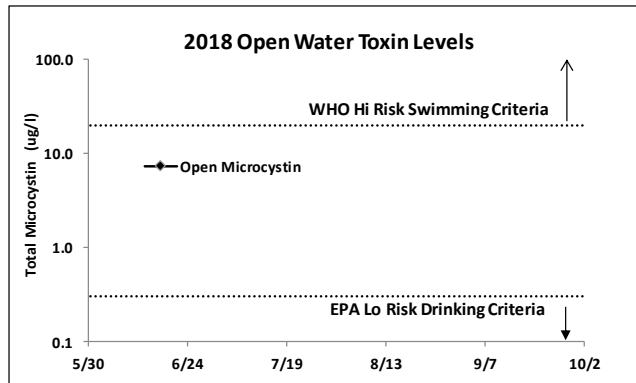 2018 Open Water Toxin Levels
100.0
WHO Hi Risk Swimming Criteria
10.0
Open Microcystin
Total Microcystin (ug/l)
1.0
EPA Lo Risk Drinking Criteria
0.1
5/30 6/24 7/19 8/13 9/7 10/2